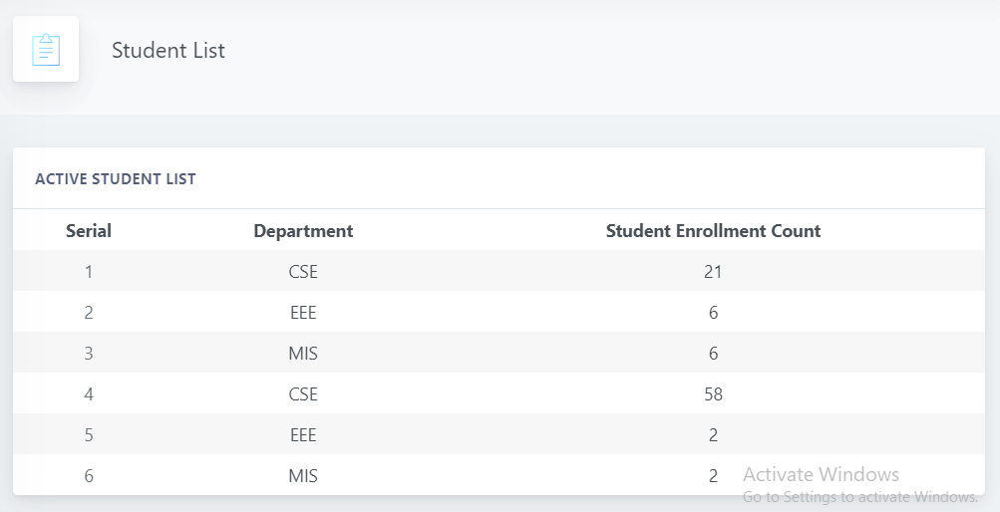 Student List
ACTIVE STUDENT LIST
Serial Department Student Enrollment Count
1 CSE 21
2 EEE 6
3 MIS 6
4 CSE 58
5 EEE 2
6 MIS 2
Activate Windows
Go to Settings to activate Windows.